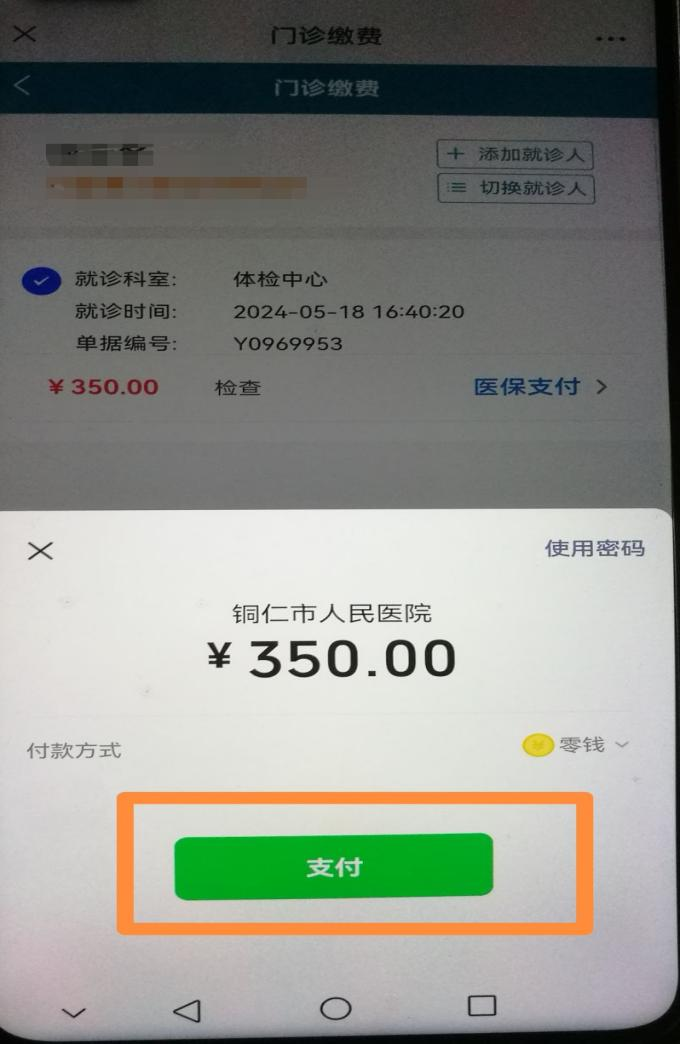 门诊缴费
门诊缴费
添加就诊人
切换就诊人
就诊科室: 体检中心
就诊时间: 2024-05-18 16:40:20
单据编号: Y0969953
¥350.00 检查 医保支付 >
使用密码
铜仁市人民医院
¥350.00
付款方式 零钱
支付